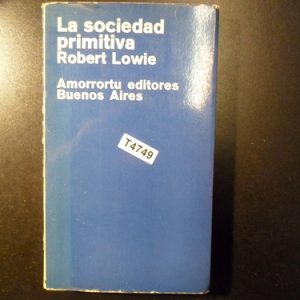 La sociedad
primitiva
Robert Lowie
Amorrortu editores
Buenos Aires
T4749